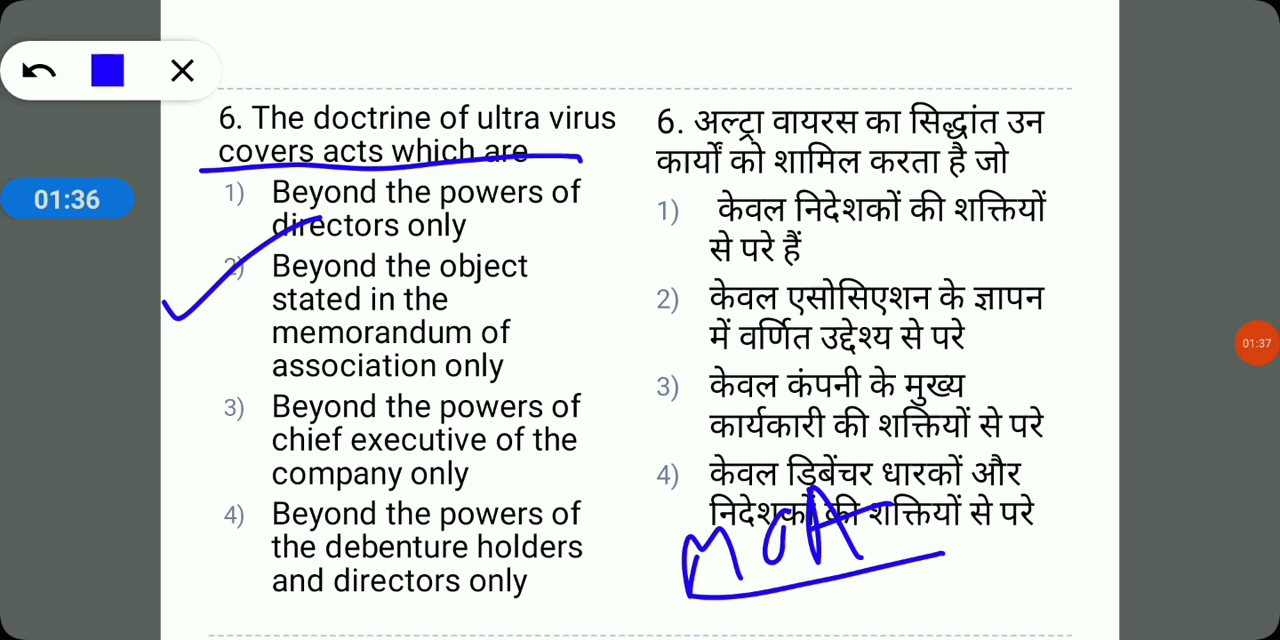 6. The doctrine of ultra virus
covers acts which are
1) Beyond the powers of
directors only
2) Beyond the object
stated in the
memorandum of
association only
3) Beyond the powers of
chief executive of the
company only
4) Beyond the powers of
the debenture holders
and directors only
6. अल्ट्रा वायरस का सिद्धांत उन
कार्यों को शामिल करता है जो
1) केवल निदेशकों की शक्तियों
से परे हैं
2) केवल एसोसिएशन के ज्ञापन
में वर्णित उद्देश्य से परे
3) केवल कंपनी के मुख्य
कार्यकारी की शक्तियों से परे
4) केवल डिबेंचर धारकों और
निदेशकों की शक्तियों से परे
MOA
01:36
01:37